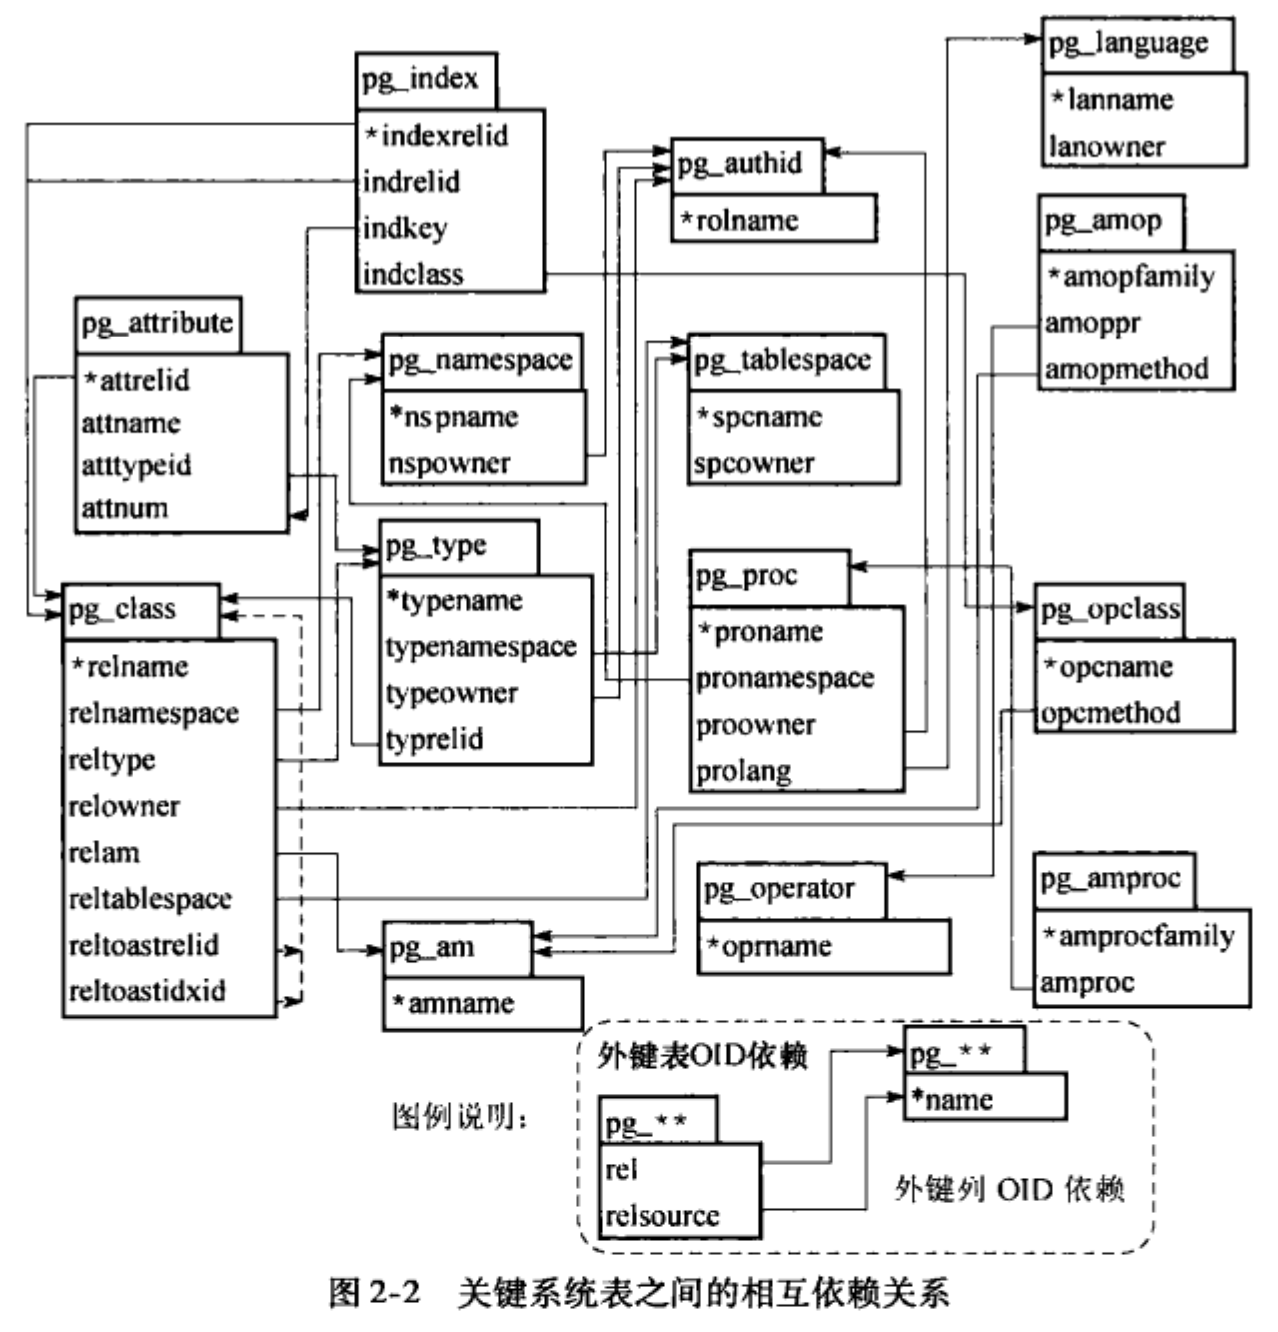 pg_index
*indexrelid
indrelid
indkey
indclass
pg_language
*lanname
lanowner
pg_authid
*rolname
pg_amop
*amopfamily
amoppr
amopmethod
pg_attribute
*attrelid
attname
atttypeid
attnum
pg_namespace
*nspname
nspowner
pg_tablespace
*spcname
spcowner
pg_type
*typename
typenamespace
typeowner
typrelid
pg_proc
*proname
pronamespace
proowner
prolang
pg_opclass
*opcname
opcmethod
pg_class
*relname
relnamespace
reltype
relowner
relam
reltablespace
reltoastrelid
reltoastidxid
pg_am
*amname
pg_operator
*oprname
pg_amproc
*amprocfamily
amproc
图例说明：
外键表OID依赖
pg_**
*name
pg_**
rel
relsource
外键列 OID 依赖
图 2-2 关键系统表之间的相互依赖关系